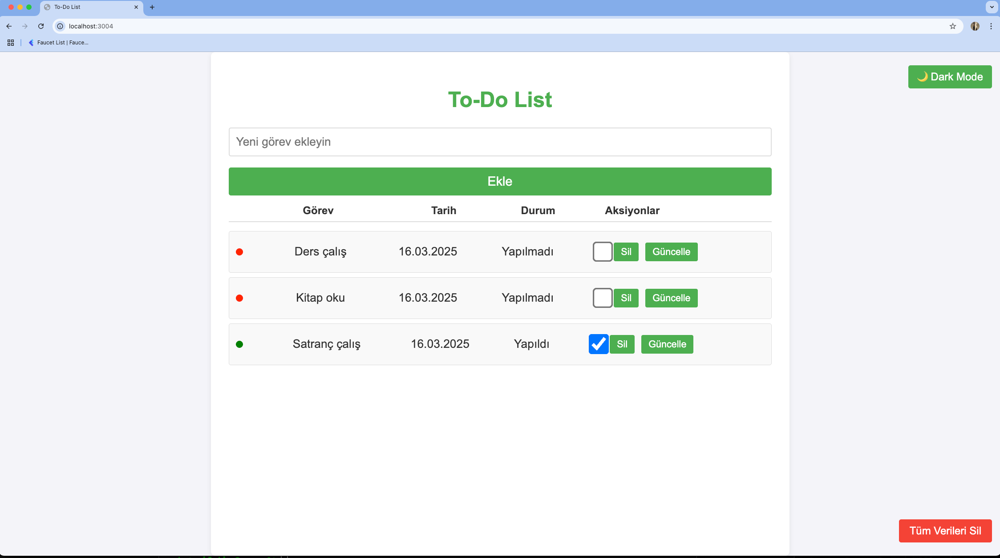 To-Do List
localhost:3004
Faucet List | Fauce...
🌙 Dark Mode
To-Do List
Yeni görev ekleyin
Ekle
Görev Tarih Durum Aksiyonlar
Ders çalış 16.03.2025 Yapılmadı Sil Güncelle
Kitap oku 16.03.2025 Yapılmadı Sil Güncelle
Satranç çalış 16.03.2025 Yapıldı Sil Güncelle
Tüm Verileri Sil